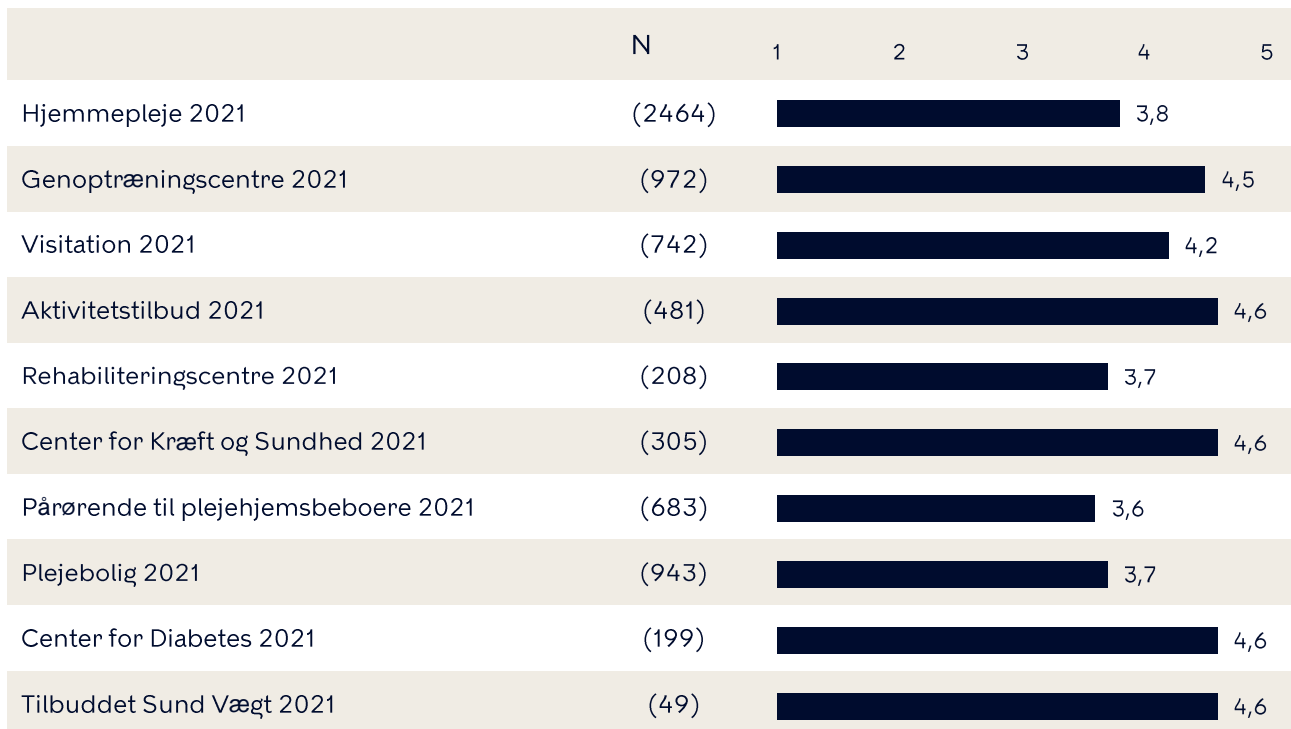 N 1 2 3 4 5
Hjemmepleje 2021 (2464) 3,8
Genoptræningscentre 2021 (972) 4,5
Visitation 2021 (742) 4,2
Aktivitetstilbud 2021 (481) 4,6
Rehabiliteringscentre 2021 (208) 3,7
Center for Kræft og Sundhed 2021 (305) 4,6
Pårørende til plejehjemsbeboere 2021 (683) 3,6
Plejebolig 2021 (943) 3,7
Center for Diabetes 2021 (199) 4,6
Tilbuddet Sund Vægt 2021 (49) 4,6